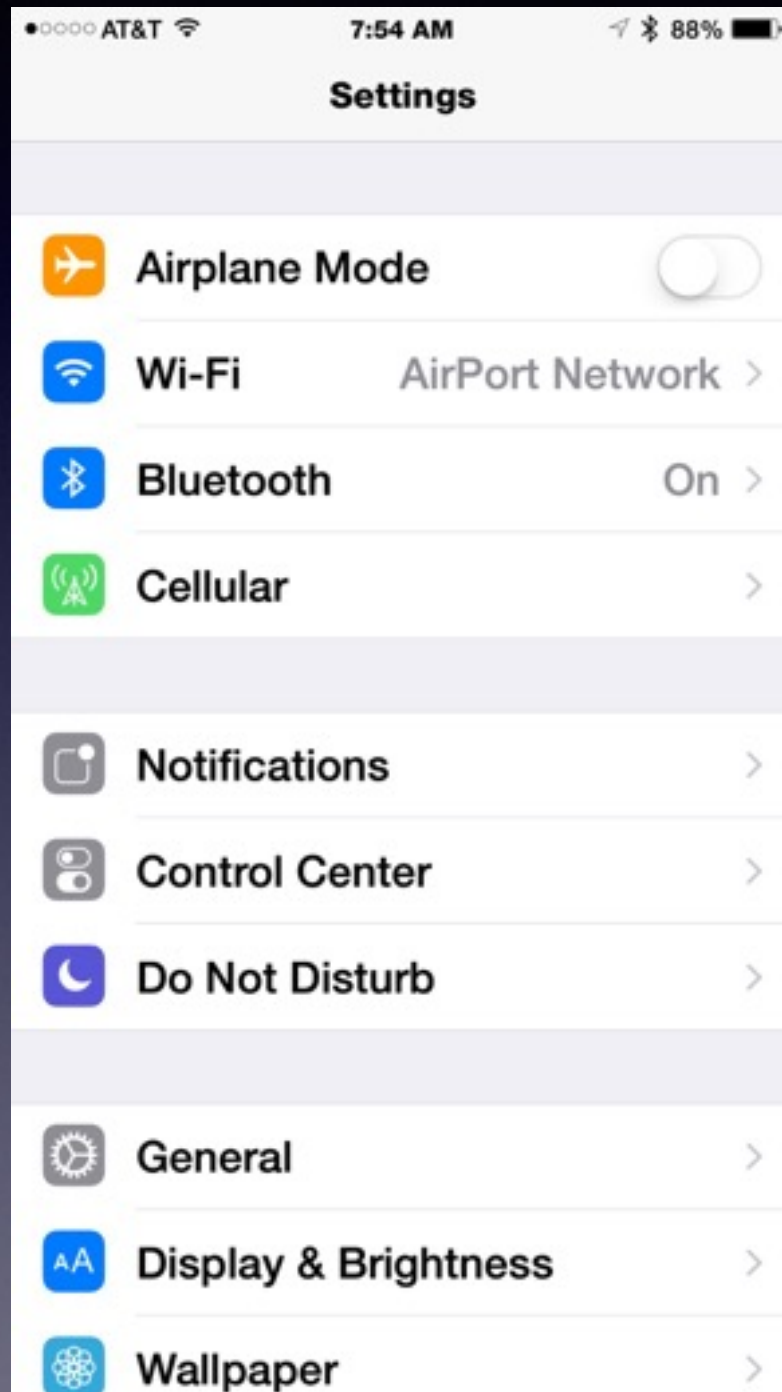 AT&T 7:54 AM 88%
Settings
Airplane Mode
Wi-Fi AirPort Network
Bluetooth On
Cellular
Notifications
Control Center
Do Not Disturb
General
AA Display & Brightness
Wallpaper